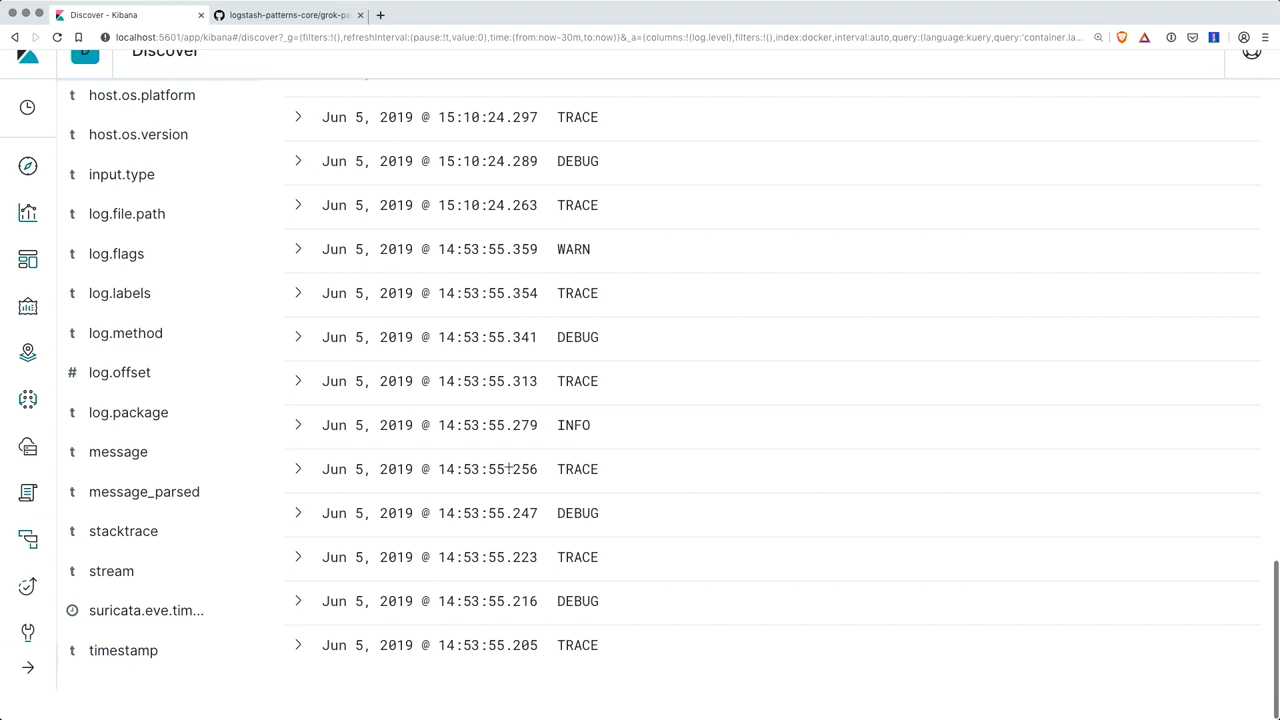 Discover - Kibana
logstash-patterns-core/grok-pa
localhost:5601/app/kibana#/discover?_g=(filters:!(),refreshInterval:(pause:!t,value:0),time:(from:now-30m,to:now))&_a=(columns:!(log.level),filters:!(),index:docker,interval:auto,query:(language:kuery,query:'container.la...
D
Discover
host.os.platform
host.os.version
input.type
log.file.path
log.flags
log.labels
log.method
log.offset
log.package
message
message_parsed
stacktrace
stream
suricata.eve.tim...
timestamp
Jun 5, 2019 @ 15:10:24.297 TRACE
Jun 5, 2019 @ 15:10:24.289 DEBUG
Jun 5, 2019 @ 15:10:24.263 TRACE
Jun 5, 2019 @ 14:53:55.359 WARN
Jun 5, 2019 @ 14:53:55.354 TRACE
Jun 5, 2019 @ 14:53:55.341 DEBUG
Jun 5, 2019 @ 14:53:55.313 TRACE
Jun 5, 2019 @ 14:53:55.279 INFO
Jun 5, 2019 @ 14:53:55.256 TRACE
Jun 5, 2019 @ 14:53:55.247 DEBUG
Jun 5, 2019 @ 14:53:55.223 TRACE
Jun 5, 2019 @ 14:53:55.216 DEBUG
Jun 5, 2019 @ 14:53:55.205 TRACE